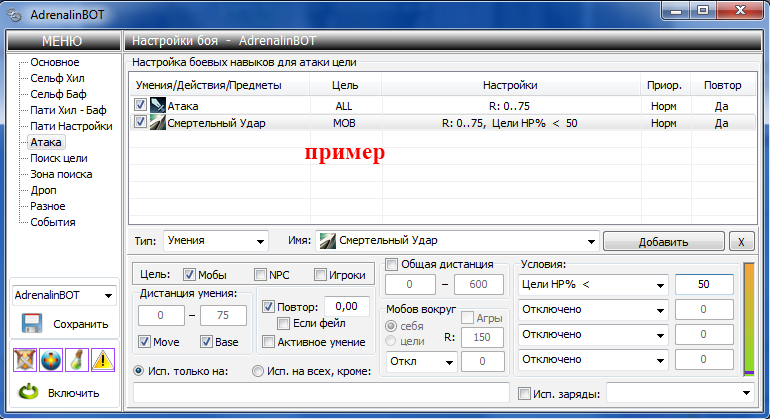 AdrenalinBOT
МЕНЮ
Настройки боя - AdrenalinBOT
Основное
Сельф Хил
Сельф Баф
Пати Хил - Баф
Пати Настройки
Атака
Поиск цели
Зона поиска
Дроп
Разное
События
Настройка боевых навыков для атаки цели
Умения/Действия/Предметы Цель Настройки Приор. Повтор
Атака ALL R: 0..75 Норм Да
Смертельный Удар MOB R: 0..75, Цели HP% < 50 Норм Да
пример
Тип: Умения Имя: Смертельный Удар Добавить X
Цель: Мобы NPC Игроки
Дистанция умения:
0 – 75
Move Base
Повтор: 0,00
Если фейл
Активное умение
Общая дистанция
0 – 600
Мобов вокруг
Агры
себя
цели
R: 150
Откл 0
Условия:
Цели HP% < 50
Отключено 0
Отключено 0
Отключено 0
Исп. только на: Исп. на всех, кроме:
Исп. заряды:
AdrenalinBOT
Сохранить
Включить